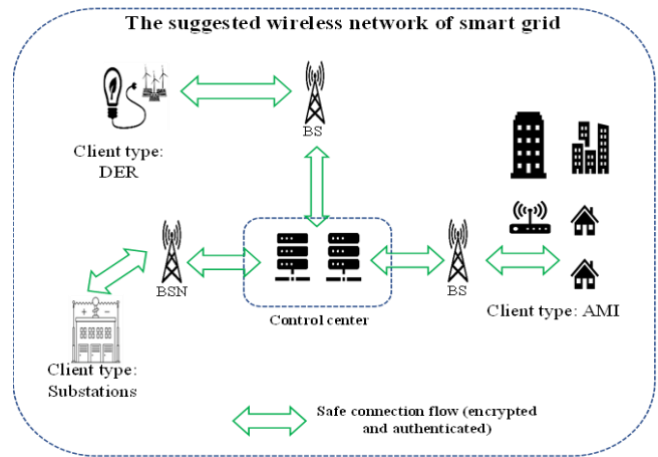 The suggested wireless network of smart grid
BS
Client type:
DER
BSN
Control center
BS
Client type: AMI
Client type:
Substations
Safe connection flow (encrypted
and authenticated)